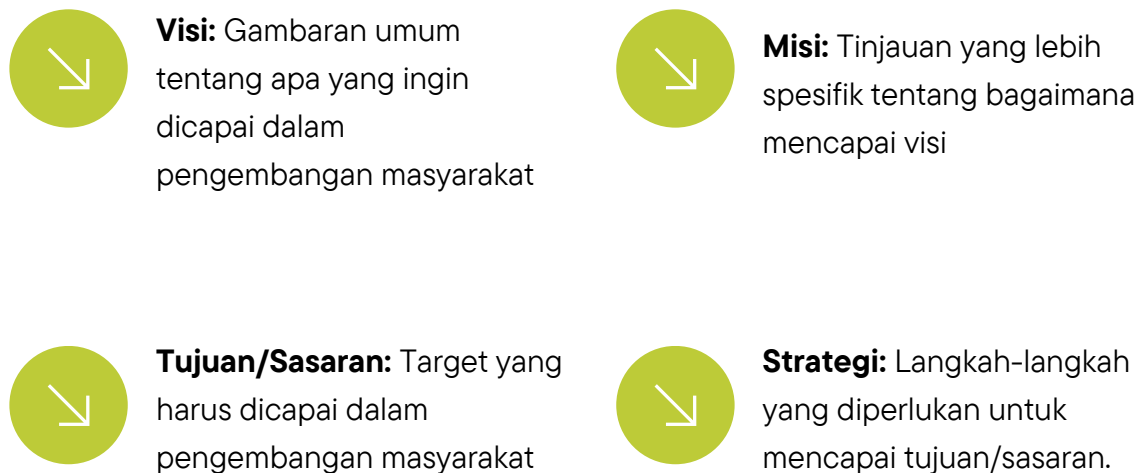 Visi: Gambaran umum
tentang apa yang ingin
dicapai dalam
pengembangan masyarakat
Misi: Tinjauan yang lebih
spesifik tentang bagaimana
mencapai visi
Tujuan/Sasaran: Target yang
harus dicapai dalam
pengembangan masyarakat
Strategi: Langkah-langkah
yang diperlukan untuk
mencapai tujuan/sasaran.